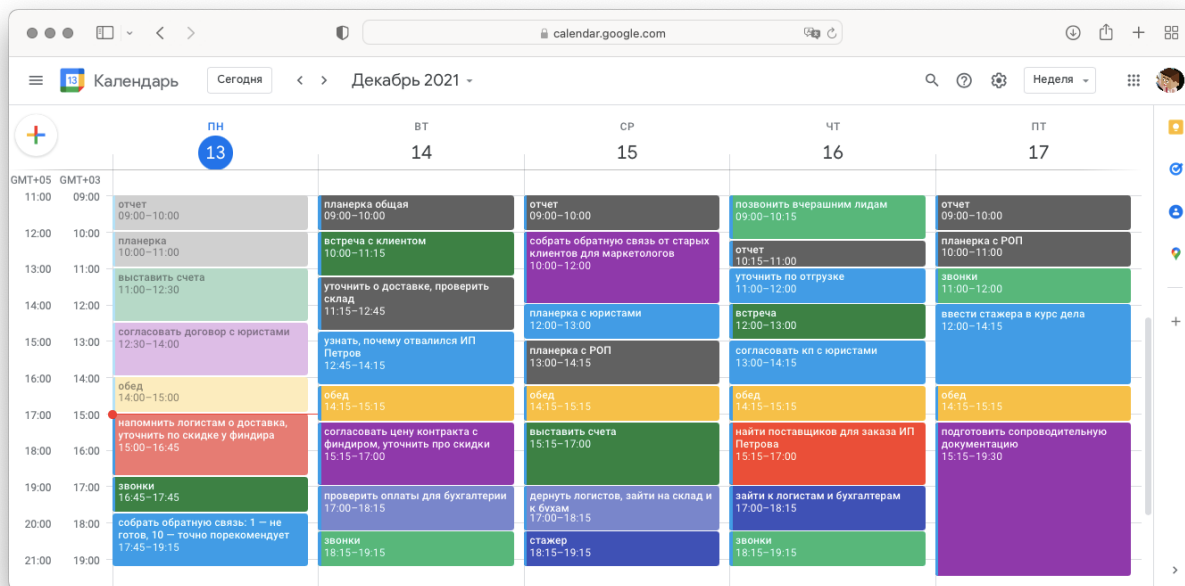 calendar.google.com
13
Календарь
Сегодня
Декабрь 2021
Неделя
ПН
13
ВТ
14
СР
15
ЧТ
16
ПТ
17
GMT+05 GMT+03
11:00 09:00
12:00 10:00
13:00 11:00
14:00 12:00
15:00 13:00
16:00 14:00
17:00 15:00
18:00 16:00
19:00 17:00
20:00 18:00
21:00 19:00
отчет
09:00–10:00
планерка
10:00–11:00
выставить счета
11:00–12:30
согласовать договор с юристами
12:30–14:00
обед
14:00–15:00
напомнить логистам о доставка,
уточнить по скидке у финдира
15:00–16:45
звонки
16:45–17:45
собрать обратную связь: 1 — не
готов, 10 — точно порекомендует
17:45–19:15
планерка общая
09:00–10:00
встреча с клиентом
10:00–11:15
уточнить о доставке, проверить
склад
11:15–12:45
узнать, почему отвалился ИП
Петров
12:45–14:15
обед
14:15–15:15
согласовать цену контракта с
финдиром, уточнить про скидки
15:15–17:00
проверить оплаты для бухгалтерии
17:00–18:15
звонки
18:15–19:15
отчет
09:00–10:00
собрать обратную связь от старых
клиентов для маркетологов
10:00–12:00
планерка с юристами
12:00–13:00
планерка с РОП
13:00–14:15
обед
14:15–15:15
выставить счета
15:15–17:00
дернуть логистов, зайти на склад и
к бухам
17:00–18:15
стажер
18:15–19:15
позвонить вчерашним лидам
09:00–10:15
отчет
10:15–11:00
уточнить по отгрузке
11:00–12:00
встреча
12:00–13:00
согласовать кп с юристами
13:00–14:15
обед
14:15–15:15
найти поставщиков для заказа ИП
Петрова
15:15–17:00
зайти к логистам и бухгалтерам
17:00–18:15
звонки
18:15–19:15
отчет
09:00–10:00
планерка с РОП
10:00–11:00
звонки
11:00–12:00
ввести стажера в курс дела
12:00–14:15
обед
14:15–15:15
подготовить сопроводительную
документацию
15:15–19:30